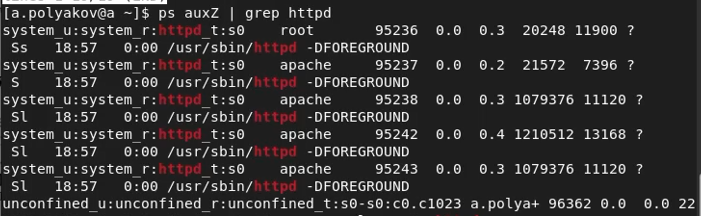 [a.polyakov@a ~]$ ps auxZ | grep httpd
system_u:system_r:httpd_t:s0 root 95236 0.0 0.3 20248 11900 ?
Ss 18:57 0:00 /usr/sbin/httpd -DFOREGROUND
system_u:system_r:httpd_t:s0 apache 95237 0.0 0.2 21572 7396 ?
S 18:57 0:00 /usr/sbin/httpd -DFOREGROUND
system_u:system_r:httpd_t:s0 apache 95238 0.0 0.3 1079376 11120 ?
Sl 18:57 0:00 /usr/sbin/httpd -DFOREGROUND
system_u:system_r:httpd_t:s0 apache 95242 0.0 0.4 1210512 13168 ?
Sl 18:57 0:00 /usr/sbin/httpd -DFOREGROUND
system_u:system_r:httpd_t:s0 apache 95243 0.0 0.3 1079376 11120 ?
Sl 18:57 0:00 /usr/sbin/httpd -DFOREGROUND
unconfined_u:unconfined_r:unconfined_t:s0-s0:c0.c1023 a.polya+ 96362 0.0 0.0 22